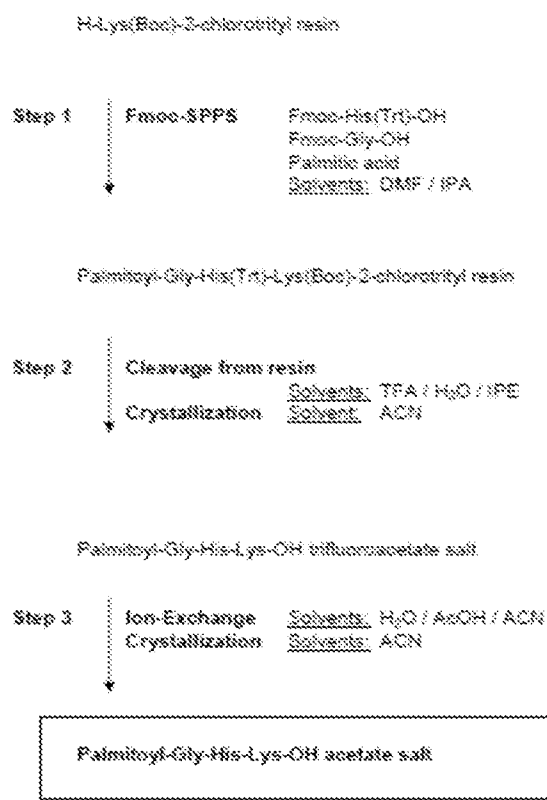 H-Lys(Boc)-2-chlorotrityl resin
Step 1 Fmoc-SPPS Fmoc-His(Trt)-OH
Fmoc-Gly-OH
Palmitic acid
Solvents: DMF / IPA
Palmitoyl-Gly-His(Trt)-Lys(Boc)-2-chlorotrityl resin
Step 2 Cleavage from resin
Solvents: TFA / H₂O / IPE
Crystallization Solvent: ACN
Palmitoyl-Gly-His-Lys-OH trifluoroacetate salt
Step 3 Ion-Exchange Solvents: H₂O / AcOH / ACN
Crystallization Solvents: ACN
Palmitoyl-Gly-His-Lys-OH acetate salt